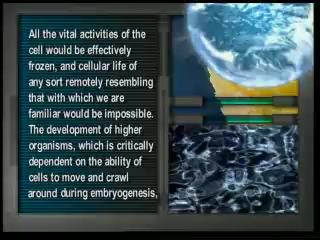 All the vital activities of the
cell would be effectively
frozen, and cellular life of
any sort remotely resembling
that with which we are
familiar would be impossible.
The development of higher
organisms, which is critically
dependent on the ability of
cells to move and crawl
around during embryogenesis,